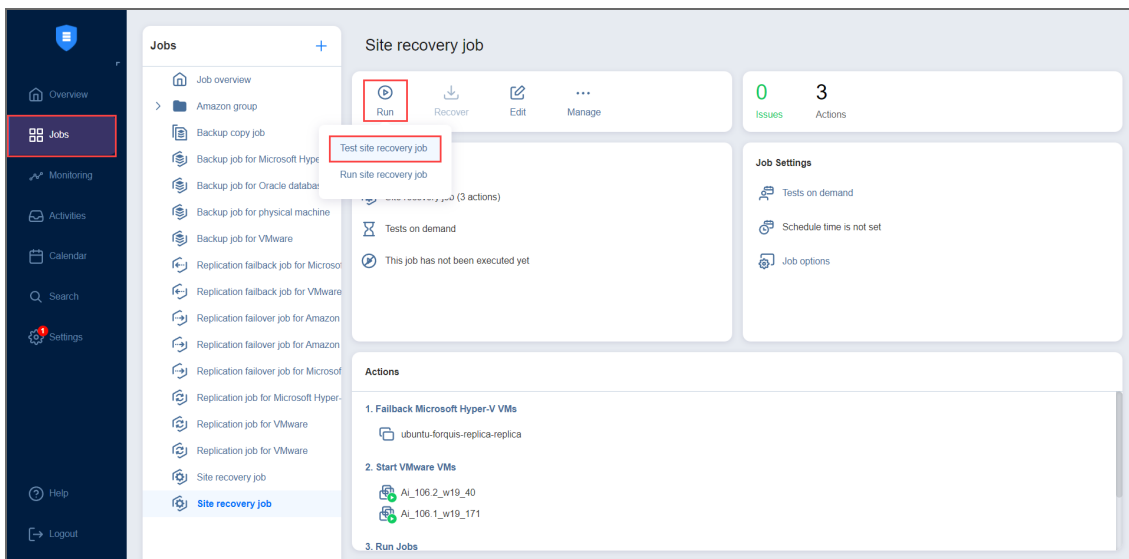 Overview
Jobs
Monitoring
Activities
Calendar
Search
1
Settings
Help
Logout
Jobs
+
Job overview
Amazon group
Backup copy job
Backup job for Microsoft Hype
Backup job for Oracle databas
Backup job for physical machine
Backup job for VMware
Replication failback job for Microsof
Replication failback job for VMware
Replication failover job for Amazon
Replication failover job for Amazon
Replication failover job for Microsof
Replication job for Microsoft Hyper-
Replication job for VMware
Replication job for VMware
Site recovery job
Site recovery job
Site recovery job
Run
Recover
Edit
Manage
Test site recovery job
Run site recovery job
0
Issues
3
Actions
Site recovery job (3 actions)
Tests on demand
This job has not been executed yet
Job Settings
Tests on demand
Schedule time is not set
Job options
Actions
1. Failback Microsoft Hyper-V VMs
ubuntu-forquis-replica-replica
2. Start VMware VMs
Ai_106.2_w19_40
Ai_106.1_w19_171
3. Run Jobs